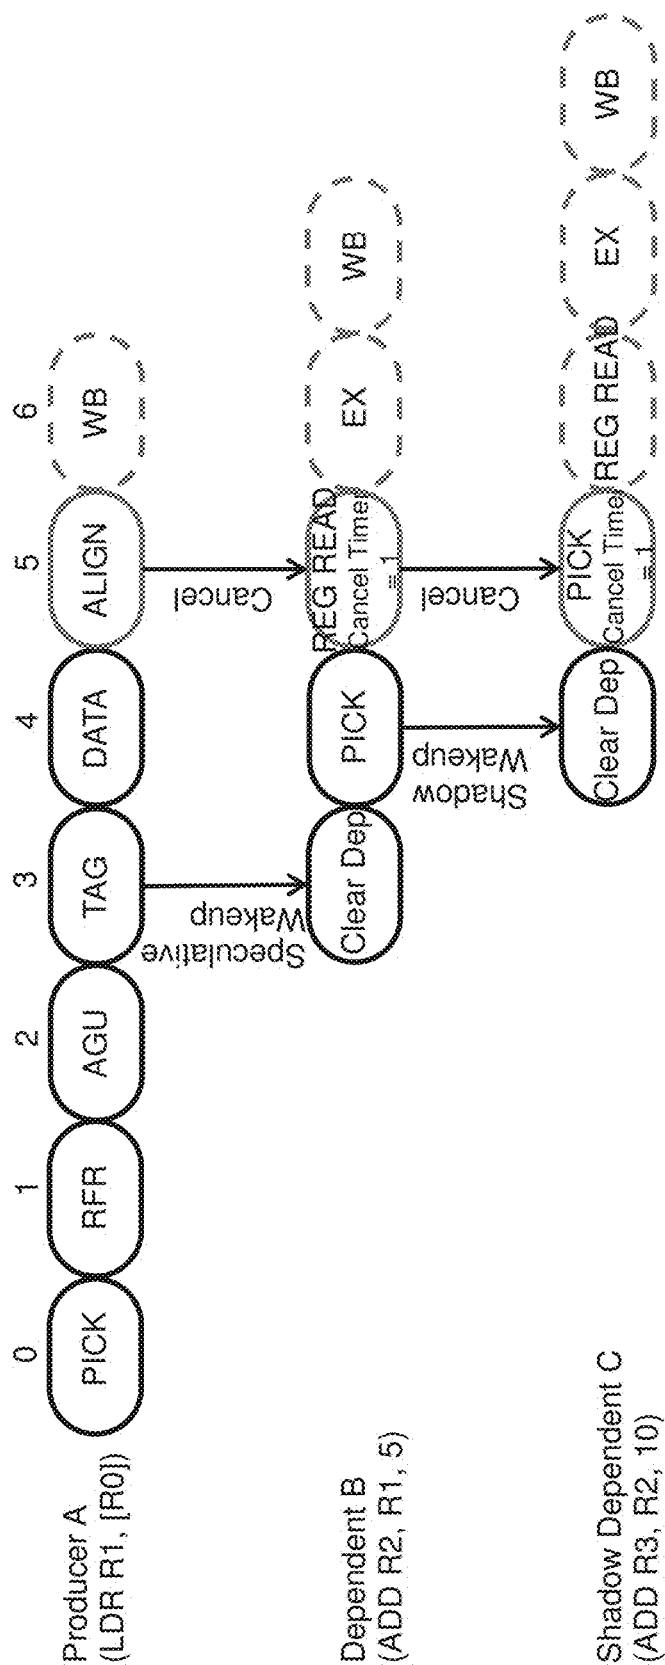 0 1 2 3 4 5 6
Producer A
(LDR R1, [R0])
PICK RFR AGU TAG DATA ALIGN WB
Speculative
Wakeup
Cancel
Dependent B
(ADD R2, R1, 5)
Clear Dep PICK REG READ EX WB
Cancel Timer
= 1
Shadow
Wakeup
Cancel
Shadow Dependent C
(ADD R3, R2, 10)
Clear Dep PICK REG READ EX WB
Cancel Timer
= 1